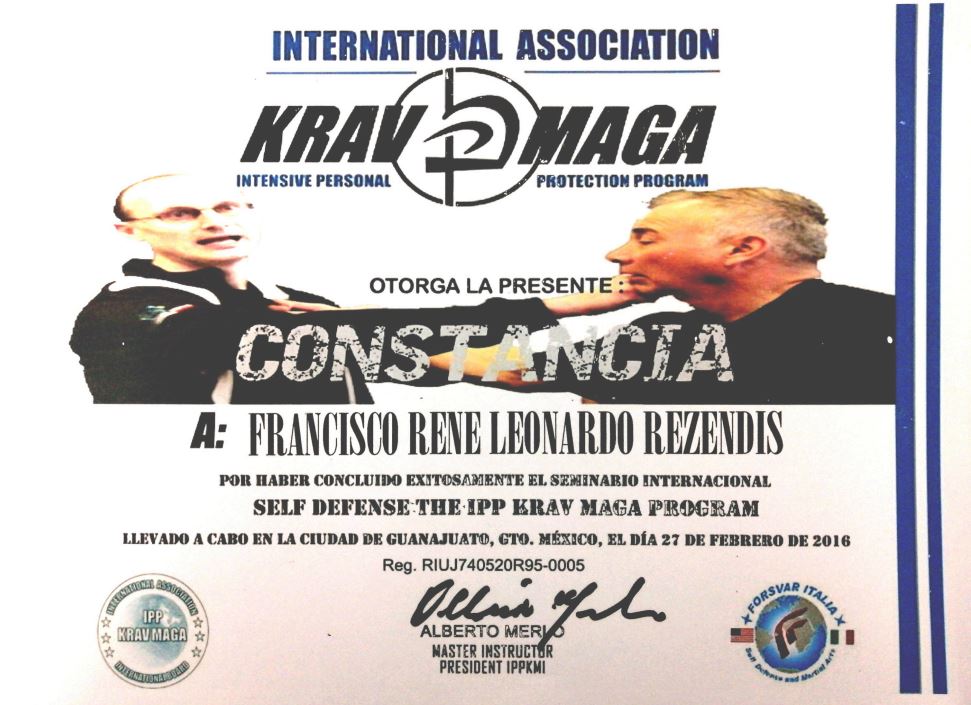 INTERNATIONAL ASSOCIATION
KRAV MAGA
INTENSIVE PERSONAL PROTECTION PROGRAM
OTORGA LA PRESENTE :
CONSTANCIA
A: FRANCISCO RENE LEONARDO REZENDIS
POR HABER CONCLUIDO EXITOSAMENTE EL SEMINARIO INTERNACIONAL
SELF DEFENSE THE IPP KRAV MAGA PROGRAM
LLEVADO A CABO EN LA CIUDAD DE GUANAJUATO, GTO. MÉXICO, EL DÍA 27 DE FEBRERO DE 2016
Reg. RIUJ740520R95-0005
ALBERTO MERLO
MASTER INSTRUCTOR
PRESIDENT IPPKMI
INTERNATIONAL ASSOCIATION
IPP
KRAV MAGA
INTERNATIONAL BOARD
FORSVAR ITALIA
Self Defense and Martial Arts